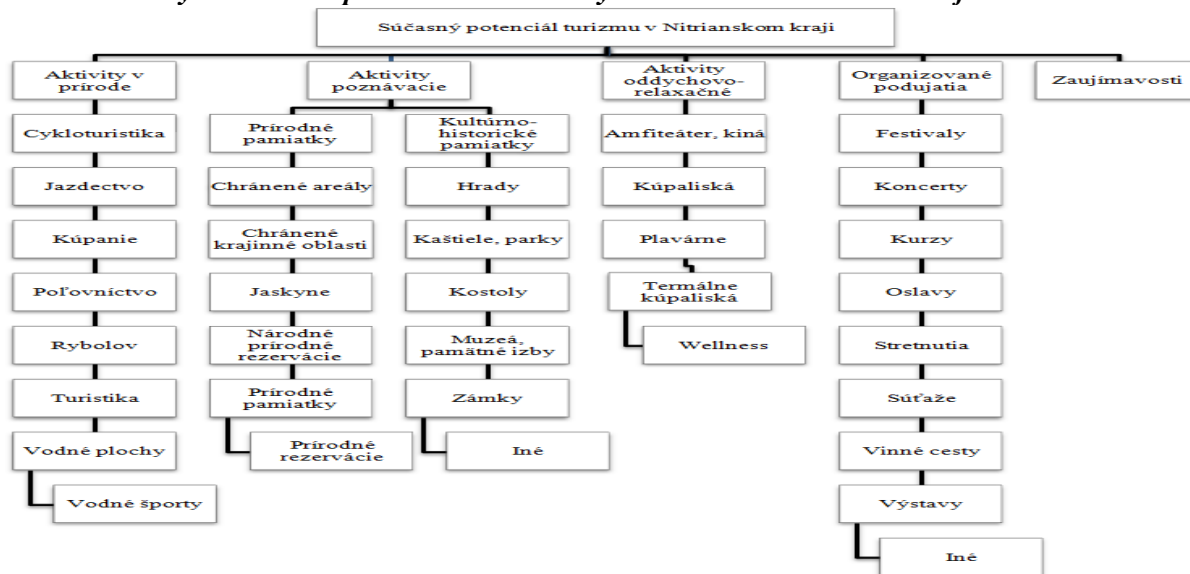 Súčasný potenciál turizmu v Nitrianskom kraji
Aktivity v
prírode
Cykloturistika
Jazdectvo
Kúpanie
Poľovníctvo
Rybolov
Turistika
Vodné plochy
Vodné športy
Aktivity
poznávacie
Prírodné
pamiatky
Chránené areály
Chránené
krajinné oblasti
Jaskyne
Národné
prírodné
rezervácie
Prírodné
pamiatky
Prírodné
rezervácie
Kultúrno-
historické
pamiatky
Hrady
Kaštiele, parky
Kostoly
Muzeá,
pamätné izby
Zámky
Iné
Aktivity
oddychovo-
relaxačné
Amfiteáter, kiná
Kúpaliská
Plavárne
Termálne
kúpaliská
Wellness
Organizované
podujatia
Festivaly
Koncerty
Kurzy
Oslavy
Stretnutia
Súťaže
Vinné cesty
Výstavy
Iné
Zaujímavosti